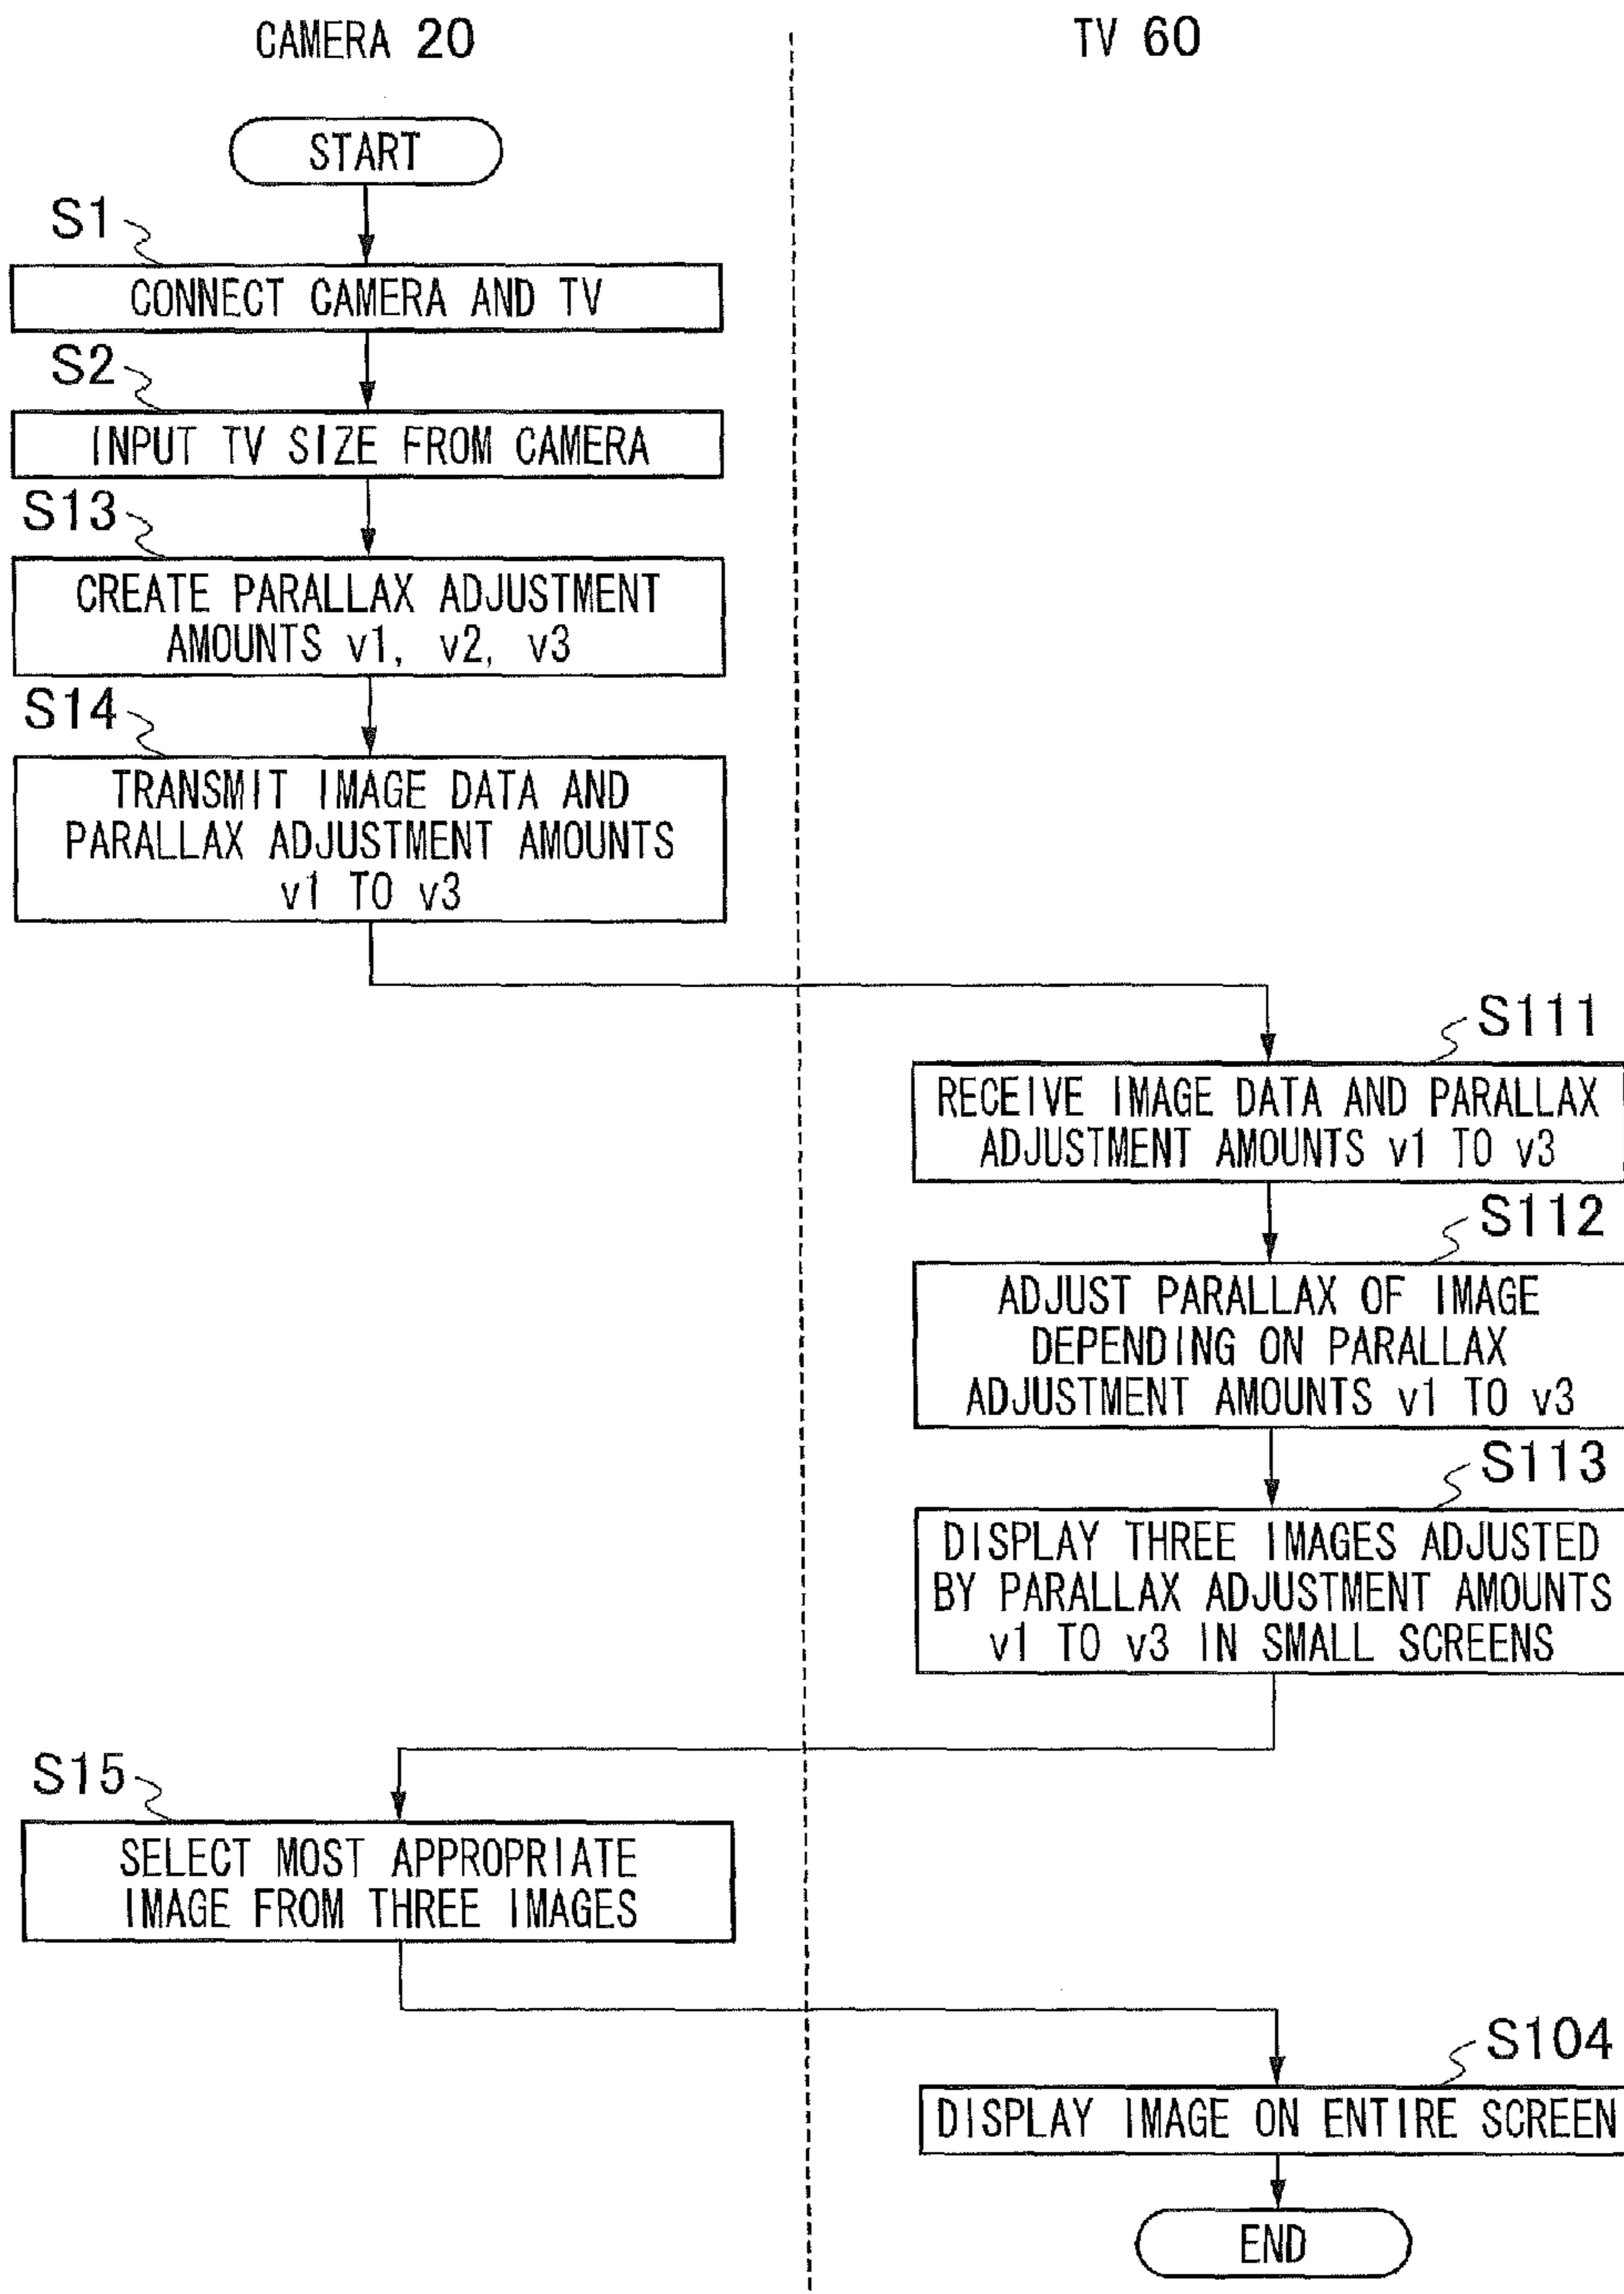 CAMERA 20
TV 60
START
S1
CONNECT CAMERA AND TV
S2
INPUT TV SIZE FROM CAMERA
S13
CREATE PARALLAX ADJUSTMENT
AMOUNTS v1, v2, v3
S14
TRANSMIT IMAGE DATA AND
PARALLAX ADJUSTMENT AMOUNTS
v1 TO v3
S111
RECEIVE IMAGE DATA AND PARALLAX
ADJUSTMENT AMOUNTS v1 TO v3
S112
ADJUST PARALLAX OF IMAGE
DEPENDING ON PARALLAX
ADJUSTMENT AMOUNTS v1 TO v3
S113
DISPLAY THREE IMAGES ADJUSTED
BY PARALLAX ADJUSTMENT AMOUNTS
v1 TO v3 IN SMALL SCREENS
S15
SELECT MOST APPROPRIATE
IMAGE FROM THREE IMAGES
S104
DISPLAY IMAGE ON ENTIRE SCREEN
END